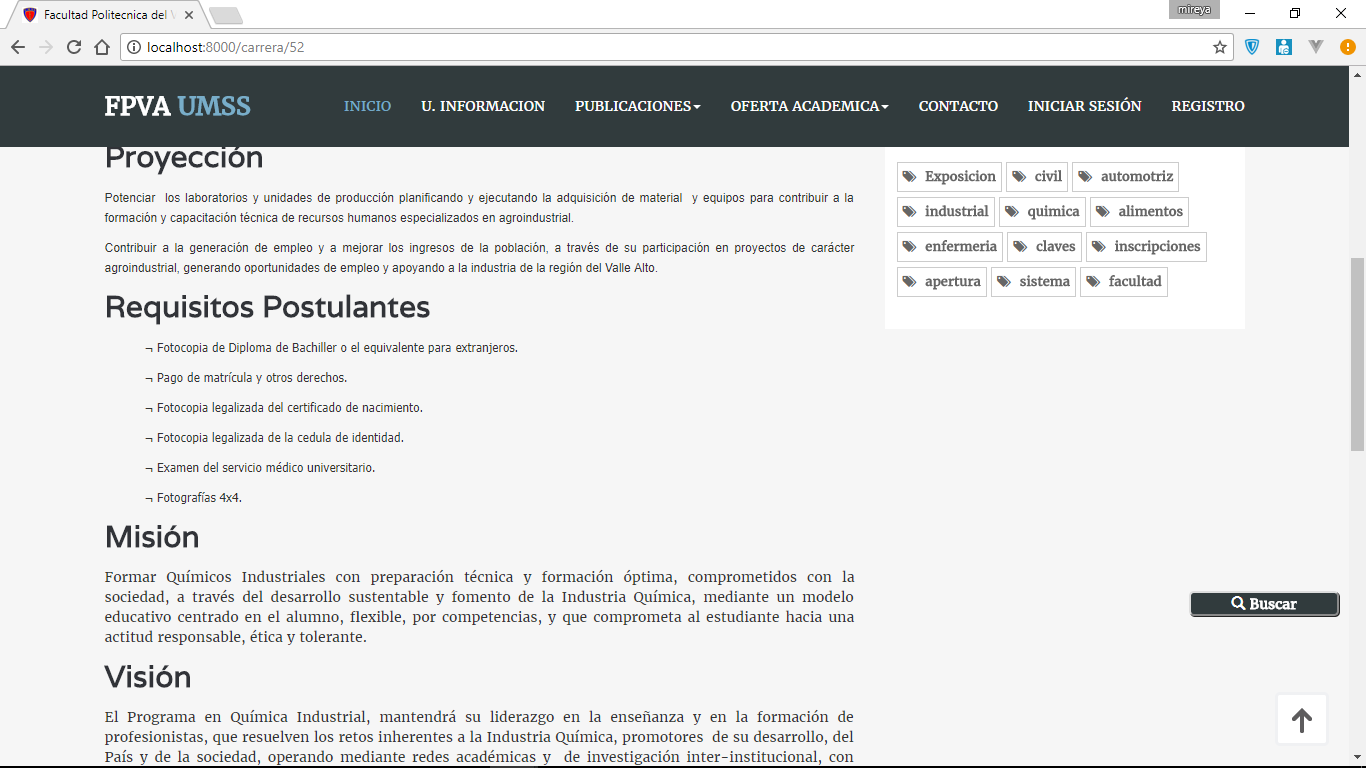 Facultad Politecnica del V
mireya
localhost:8000/carrera/52
FPVA UMSS
INICIO
U. INFORMACION
PUBLICACIONES
OFERTA ACADEMICA
CONTACTO
INICIAR SESIÓN
REGISTRO
Proyección
Potenciar los laboratorios y unidades de producción planificando y ejecutando la adquisición de material y equipos para contribuir a la
formación y capacitación técnica de recursos humanos especializados en agroindustrial.
Contribuir a la generación de empleo y a mejorar los ingresos de la población, a través de su participación en proyectos de carácter
agroindustrial, generando oportunidades de empleo y apoyando a la industria de la región del Valle Alto.
Requisitos Postulantes
¬ Fotocopia de Diploma de Bachiller o el equivalente para extranjeros.
¬ Pago de matrícula y otros derechos.
¬ Fotocopia legalizada del certificado de nacimiento.
¬ Fotocopia legalizada de la cedula de identidad.
¬ Examen del servicio médico universitario.
¬ Fotografías 4x4.
Misión
Formar Químicos Industriales con preparación técnica y formación óptima, comprometidos con la
sociedad, a través del desarrollo sustentable y fomento de la Industria Química, mediante un modelo
educativo centrado en el alumno, flexible, por competencias, y que comprometa al estudiante hacia una
actitud responsable, ética y tolerante.
Visión
El Programa en Química Industrial, mantendrá su liderazgo en la enseñanza y en la formación de
profesionistas, que resuelven los retos inherentes a la Industria Química, promotores de su desarrollo, del
País y de la sociedad, operando mediante redes académicas y de investigación inter-institucional, con
Exposicion civil automotriz
industrial quimica alimentos
enfermeria claves inscripciones
apertura sistema facultad
Buscar